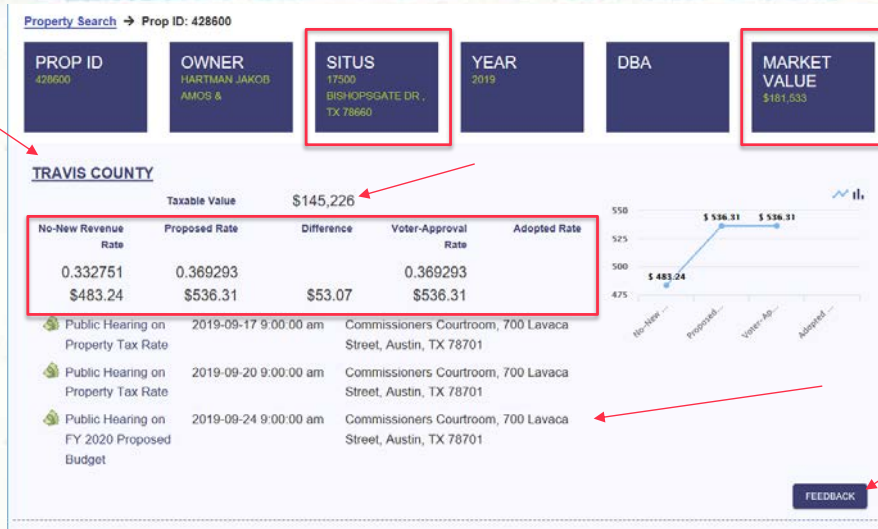 Property Search → Prop ID: 428600
PROP ID
428600
OWNER
HARTMAN JAKOB
AMOS &
SITUS
17500
BISHOPSGATE DR ,
TX 78660
YEAR
2019
DBA
MARKET
VALUE
$181,533
TRAVIS COUNTY
Taxable Value $145,226
No-New Revenue Rate Proposed Rate Difference Voter-Approval Rate Adopted Rate
0.332751 0.369293 0.369293
$483.24 $536.31 $53.07 $536.31
Public Hearing on 2019-09-17 9:00:00 am Commissioners Courtroom, 700 Lavaca
Property Tax Rate Street, Austin, TX 78701
Public Hearing on 2019-09-20 9:00:00 am Commissioners Courtroom, 700 Lavaca
Property Tax Rate Street, Austin, TX 78701
Public Hearing on 2019-09-24 9:00:00 am Commissioners Courtroom, 700 Lavaca
FY 2020 Proposed Street, Austin, TX 78701
Budget
550
525
500
475
$ 483.24
$ 536.31
$ 536.31
No-New ...
Proposed...
Voter-Ap...
Adopted ...
FEEDBACK